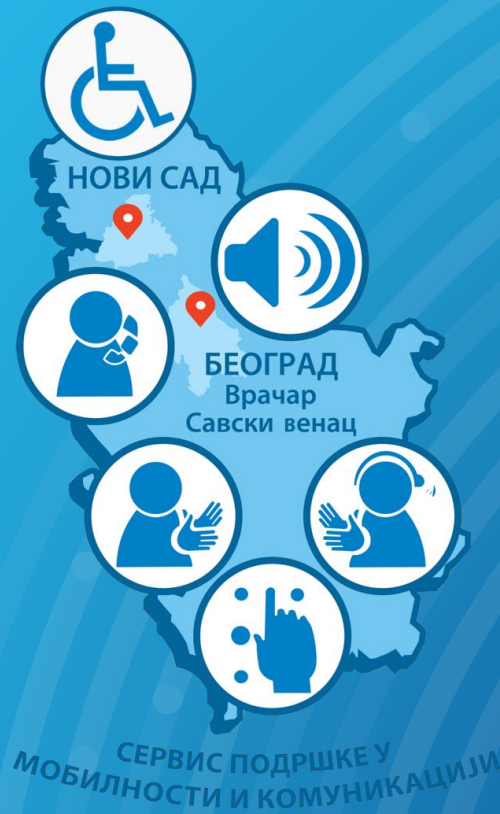 НОВИ САД
БЕОГРАД
Врачар
Савски венац
СЕРВИС ПОДРШКЕ У
МОБИЛНОСТИ И КОМУНИКАЦИЈИ